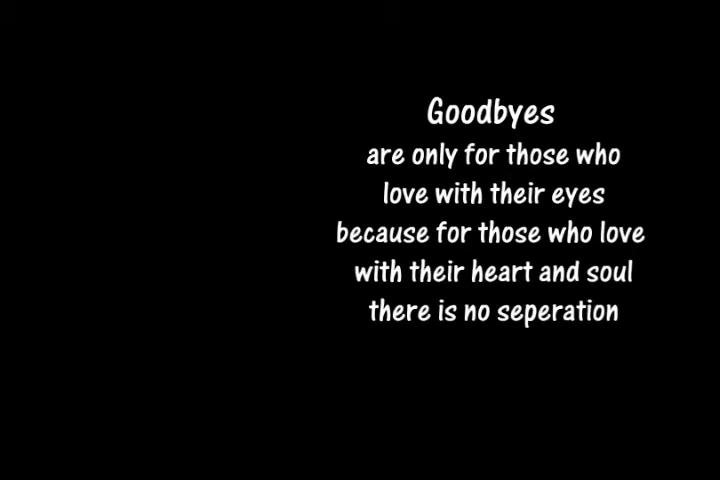 Goodbyes
are only for those who
love with their eyes
because for those who love
with their heart and soul
there is no seperation